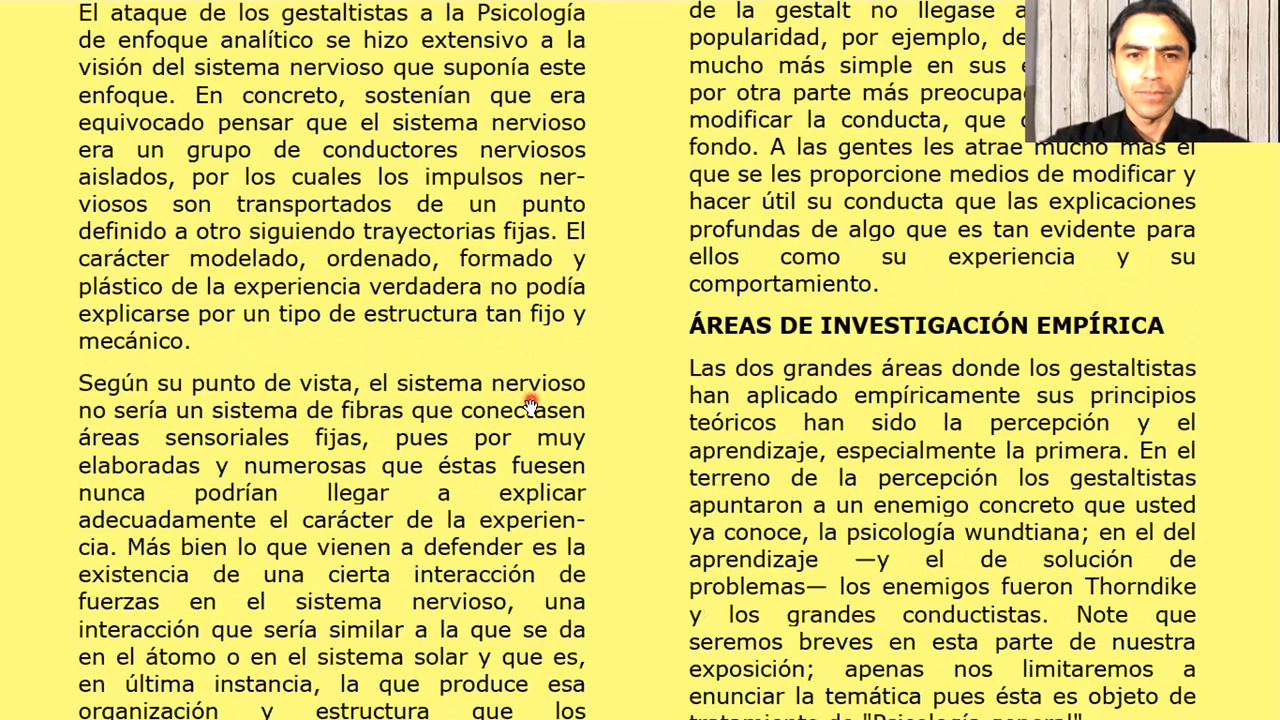 El ataque de los gestaltistas a la Psicología
de enfoque analítico se hizo extensivo a la
visión del sistema nervioso que suponía este
enfoque. En concreto, sostenían que era
equivocado pensar que el sistema nervioso
era un grupo de conductores nerviosos
aislados, por los cuales los impulsos ner-
viosos son transportados de un punto
definido a otro siguiendo trayectorias fijas. El
carácter modelado, ordenado, formado y
plástico de la experiencia verdadera no podía
explicarse por un tipo de estructura tan fijo y
mecánico.
Según su punto de vista, el sistema nervioso
no sería un sistema de fibras que conectasen
áreas sensoriales fijas, pues por muy
elaboradas y numerosas que éstas fuesen
nunca podrían llegar a explicar
adecuadamente el carácter de la experien-
cia. Más bien lo que vienen a defender es la
existencia de una cierta interacción de
fuerzas en el sistema nervioso, una
interacción que sería similar a la que se da
en el átomo o en el sistema solar y que es,
en última instancia, la que produce esa
organización y estructura que los
de la gestalt no llegase a
popularidad, por ejemplo, de
mucho más simple en sus
por otra parte más preocupad
modificar la conducta, que
fondo. A las gentes les atrae mucho más el
que se les proporcione medios de modificar y
hacer útil su conducta que las explicaciones
profundas de algo que es tan evidente para
ellos como su experiencia y su
comportamiento.
ÁREAS DE INVESTIGACIÓN EMPÍRICA
Las dos grandes áreas donde los gestaltistas
han aplicado empíricamente sus principios
teóricos han sido la percepción y el
aprendizaje, especialmente la primera. En el
terreno de la percepción los gestaltistas
apuntaron a un enemigo concreto que usted
ya conoce, la psicología wundtiana; en el del
aprendizaje —y el de solución de
problemas— los enemigos fueron Thorndike
y los grandes conductistas. Note que
seremos breves en esta parte de nuestra
exposición; apenas nos limitaremos a
enunciar la temática pues ésta es objeto de
tratamiento de "Psicología general".